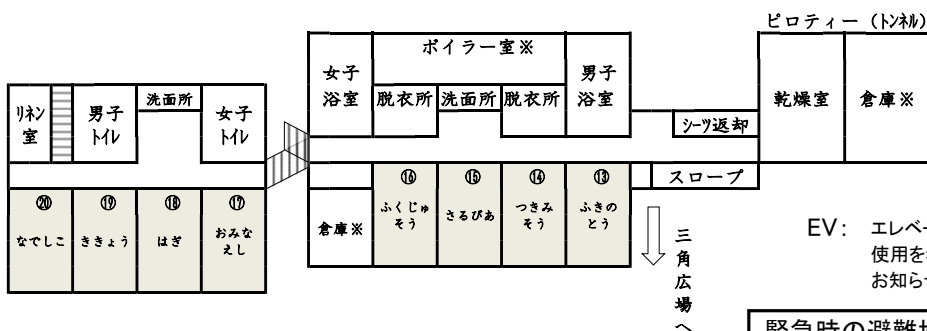 ピロティー (トンネル)
女子
浴室
ボイラー室※
男子
浴室
脱衣所
洗面所
脱衣所
乾燥室
倉庫※
リネン
室
男子
トイレ
洗面所
女子
トイレ
シーツ返却
スロープ
⑳
なでしこ
⑲
ききょう
⑱
はぎ
⑰
おみな
えし
倉庫※
⑯
ふくじゅ
そう
⑮
さるびあ
⑭
つきみ
そう
⑬
ふきの
とう
三角広場へ
EV: エレベー
使用を
お知らせ
緊急時の避難場